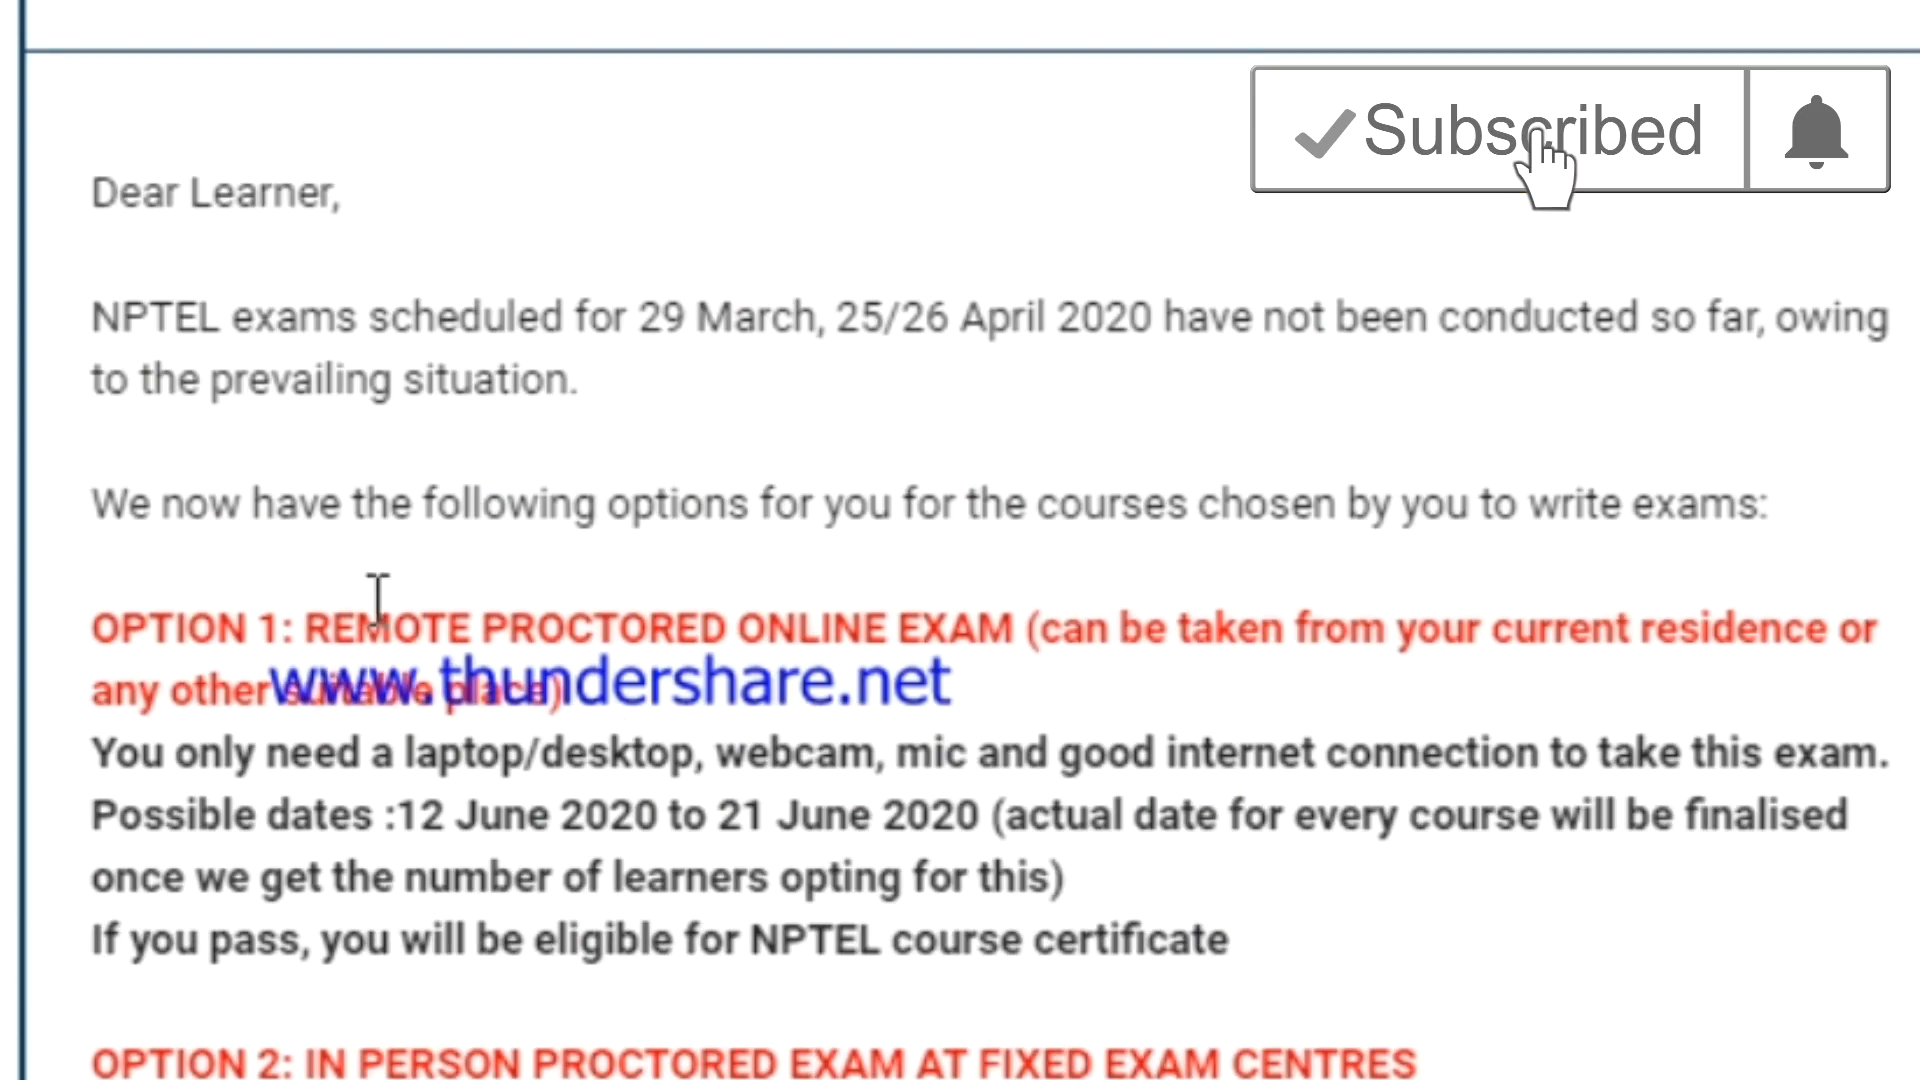 Subscribed
Dear Learner,
NPTEL exams scheduled for 29 March, 25/26 April 2020 have not been conducted so far, owing
to the prevailing situation.
We now have the following options for you for the courses chosen by you to write exams:
OPTION 1: REMOTE PROCTORED ONLINE EXAM (can be taken from your current residence or
any other suitable place)
www.thundershare.net
You only need a laptop/desktop, webcam, mic and good internet connection to take this exam.
Possible dates :12 June 2020 to 21 June 2020 (actual date for every course will be finalised
once we get the number of learners opting for this)
If you pass, you will be eligible for NPTEL course certificate
OPTION 2: IN PERSON PROCTORED EXAM AT FIXED EXAM CENTRES